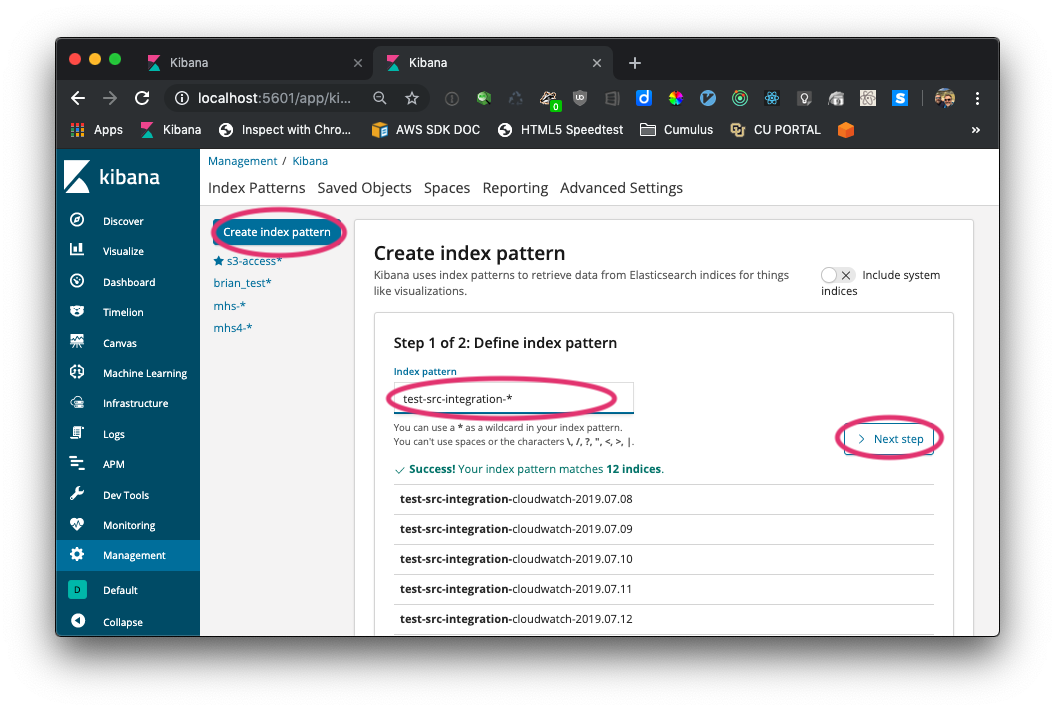 Kibana
Kibana
localhost:5601/app/ki...
0
Apps
Kibana
Inspect with Chro...
AWS SDK DOC
HTML5 Speedtest
Cumulus
CU PORTAL
»
kibana
Discover
Visualize
Dashboard
Timelion
Canvas
Machine Learning
Infrastructure
Logs
APM
Dev Tools
Monitoring
Management
D Default
Collapse
Management / Kibana
Index Patterns Saved Objects Spaces Reporting Advanced Settings
Create index pattern
s3-access*
brian_test*
mhs-*
mhs4-*
Create index pattern
Kibana uses index patterns to retrieve data from Elasticsearch indices for things
like visualizations.
Include system
indices
Step 1 of 2: Define index pattern
Index pattern
test-src-integration-*
You can use a * as a wildcard in your index pattern.
You can't use spaces or the characters \, /, ?, ", <, >, |.
Next step
Success! Your index pattern matches 12 indices.
test-src-integration-cloudwatch-2019.07.08
test-src-integration-cloudwatch-2019.07.09
test-src-integration-cloudwatch-2019.07.10
test-src-integration-cloudwatch-2019.07.11
test-src-integration-cloudwatch-2019.07.12